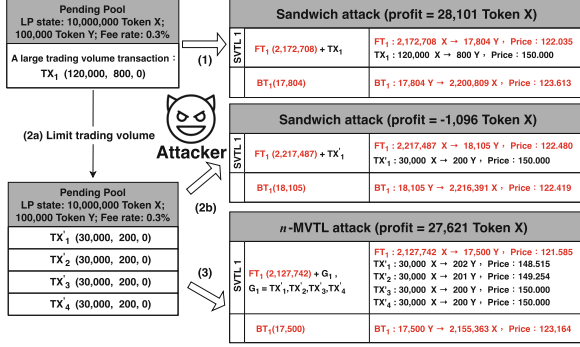 Pending Pool
LP state: 10,000,000 Token X;
100,000 Token Y; Fee rate: 0.3%
A large trading volume transaction :
TX1 (120,000, 800, 0)
(1)
Sandwich attack (profit = 28,101 Token X)
SVTL 1
FT1 (2,172,708) + TX1
FT1 : 2,172,708 X → 17,804 Y , Price : 122.035
TX1 : 120,000 X → 800 Y , Price : 150.000
BT1(17,804)
BT1 : 17,804 Y → 2,200,809 X , Price : 123.613
(2a) Limit trading volume
Attacker
(2b)
Sandwich attack (profit = -1,096 Token X)
SVTL 1
FT1 (2,217,487) + TX'1
FT1 : 2,217,487 X → 18,105 Y , Price : 122.480
TX'1 : 30,000 X → 200 Y , Price : 150.000
BT1(18,105)
BT1 : 18,105 Y → 2,216,391 X , Price : 122.419
Pending Pool
LP state: 10,000,000 Token X;
100,000 Token Y; Fee rate: 0.3%
TX'1 (30,000, 200, 0)
TX'2 (30,000, 200, 0)
TX'3 (30,000, 200, 0)
TX'4 (30,000, 200, 0)
(3)
n-MVTL attack (profit = 27,621 Token X)
SVTL 1
FT1 (2,127,742) + G1 ,
G1 = TX'1,TX'2,TX'3,TX'4
FT1 : 2,127,742 X → 17,500 Y , Price : 121.585
TX'1 : 30,000 X → 202 Y , Price : 148.515
TX'2 : 30,000 X → 201 Y , Price : 149.254
TX'3 : 30,000 X → 200 Y , Price : 150.000
TX'4 : 30,000 X → 200 Y , Price : 150.000
BT1(17,500)
BT1 : 17,500 Y → 2,155,363 X , Price : 123,164